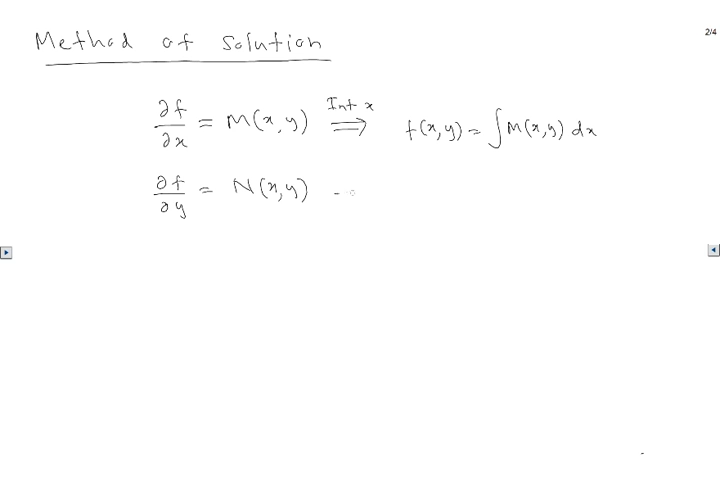 Method of Solution
2/4
∂f/∂x = M(x,y) Int x ⟹ f(x,y) = ∫M(x,y) dx
∂f/∂y = N(x,y)